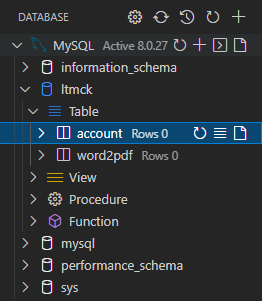 DATABASE
MySQL Active 8.0.27
information_schema
ltmck
Table
account Rows 0
word2pdf Rows 0
View
Procedure
Function
mysql
performance_schema
sys